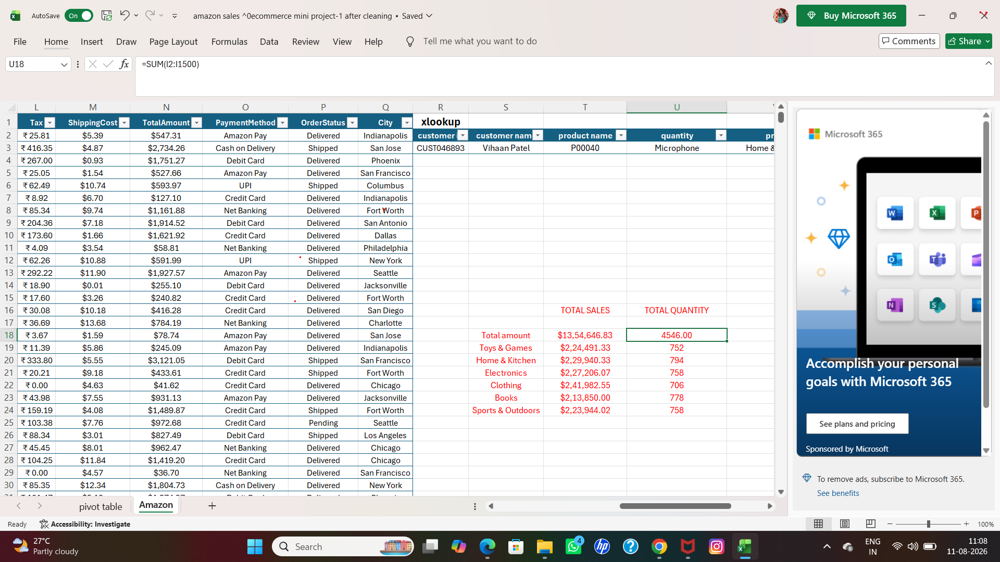 AutoSave On amazon sales ^0ecommerce mini project-1 after cleaning • Saved Buy Microsoft 365
File Home Insert Draw Page Layout Formulas Data Review View Help Tell me what you want to do Comments Share
U18 fx =SUM(I2:I1500)
L M N O P Q R S T U
1 Tax ShippingCost TotalAmount PaymentMethod OrderStatus City xlookup
2 ₹ 25.81 $5.39 $547.31 Amazon Pay Delivered Indianapolis customer customer nam product name quantity pr
3 ₹ 416.35 $4.87 $2,734.26 Cash on Delivery Shipped San Jose CUST046893 Vihaan Patel P00040 Microphone Home &
4 ₹ 267.00 $0.93 $1,751.27 Debit Card Delivered Phoenix
5 ₹ 25.05 $1.54 $527.66 Amazon Pay Delivered San Francisco
6 ₹ 62.49 $10.74 $593.97 UPI Shipped Columbus
7 ₹ 8.92 $6.70 $127.10 Credit Card Delivered Indianapolis
8 ₹ 85.34 $9.74 $1,161.88 Net Banking Delivered Fort Worth
9 ₹ 204.36 $7.18 $1,914.52 Debit Card Delivered San Antonio
10 ₹ 173.60 $1.66 $1,621.92 Credit Card Delivered Dallas
11 ₹ 4.09 $3.54 $58.81 Net Banking Delivered Philadelphia
12 ₹ 62.26 $10.88 $591.99 UPI Shipped New York
13 ₹ 292.22 $11.90 $1,927.57 Amazon Pay Delivered Seattle
14 ₹ 18.90 $0.01 $255.10 Debit Card Delivered Jacksonville
15 ₹ 17.60 $3.26 $240.82 Credit Card Delivered Fort Worth
16 ₹ 30.08 $10.18 $416.28 Credit Card Delivered San Diego TOTAL SALES TOTAL QUANTITY
17 ₹ 36.69 $13.68 $784.19 Net Banking Delivered Charlotte
18 ₹ 3.67 $1.59 $78.74 Amazon Pay Delivered San Jose Total amount $13,54,646.83 4546.00
19 ₹ 11.39 $5.86 $245.09 Amazon Pay Delivered Indianapolis Toys & Games $2,24,491.33 752
20 ₹ 333.80 $5.55 $3,121.05 Debit Card Shipped San Francisco Home & Kitchen $2,29,940.33 794
21 ₹ 20.21 $9.18 $433.61 Credit Card Shipped Fort Worth Electronics $2,27,206.07 758
22 ₹ 0.00 $4.63 $41.62 Credit Card Delivered Chicago Clothing $2,41,982.55 706
23 ₹ 43.98 $7.55 $931.13 Amazon Pay Delivered Jacksonville Books $2,13,850.00 778
24 ₹ 159.19 $4.08 $1,489.87 Credit Card Shipped Fort Worth Sports & Outdoors $2,23,944.02 758
25 ₹ 103.38 $7.76 $972.68 Credit Card Pending Seattle
26 ₹ 88.34 $3.01 $827.49 Debit Card Shipped Los Angeles
27 ₹ 45.45 $8.01 $962.47 Net Banking Delivered Chicago
28 ₹ 104.25 $11.84 $1,419.20 Credit Card Delivered Chicago
29 ₹ 0.00 $4.57 $36.70 Net Banking Delivered San Francisco
30 ₹ 85.35 $12.34 $1,804.73 Cash on Delivery Delivered New York
Microsoft 365
Accomplish your personal
goals with Microsoft 365
See plans and pricing
Sponsored by Microsoft
To remove ads, subscribe to Microsoft 365.
See benefits
pivot table Amazon
Ready Accessibility: Investigate 100%
27°C
Partly cloudy
Search
4
ENG
IN
11:08
11-08-2026